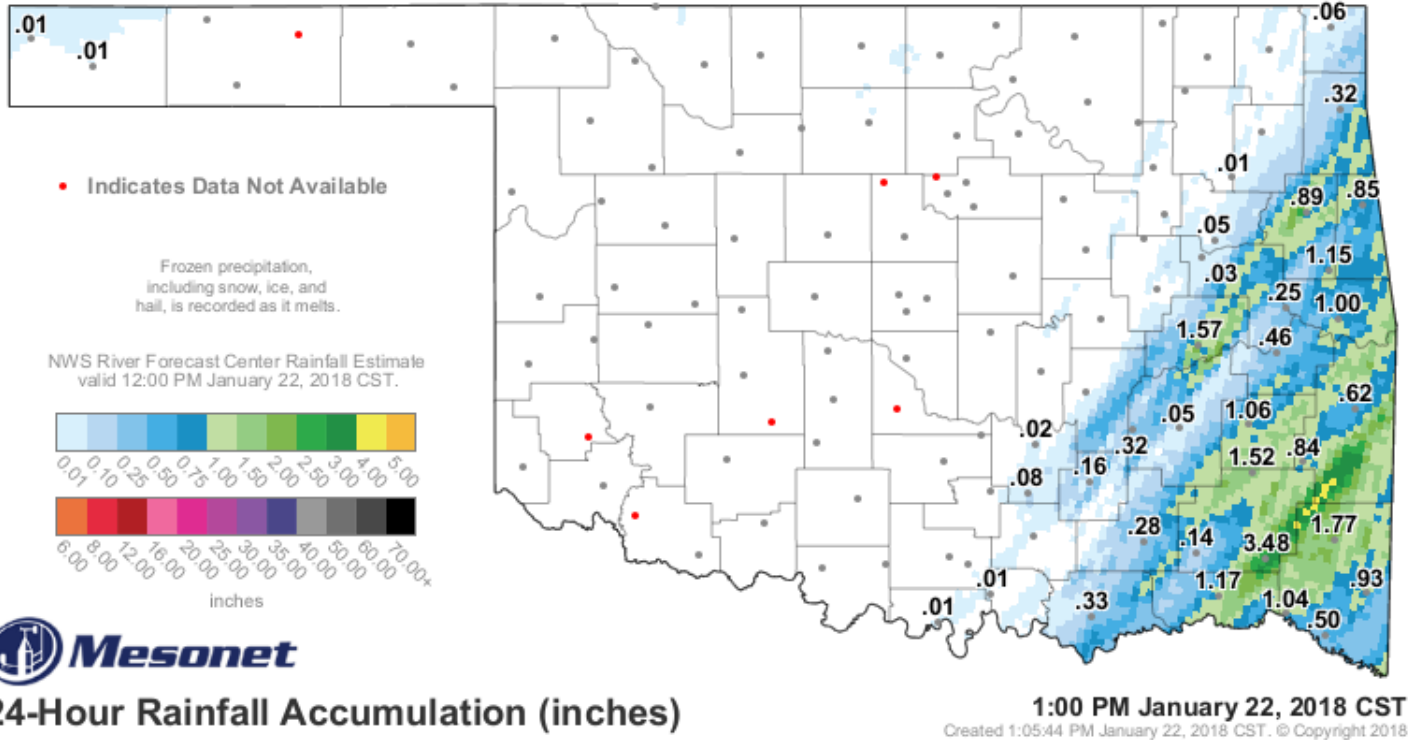 .01
.01
.06
.32
.01
.89
.85
.05
1.15
.03
.25
1.00
1.57
.46
.62
.05
1.06
.02
.32
.84
.16
1.52
.08
.28
1.77
.14
3.48
.01
1.17
.93
.01
.33
1.04
.50
Indicates Data Not Available
Frozen precipitation,
including snow, ice, and
hail, is recorded as it melts.
NWS River Forecast Center Rainfall Estimate
valid 12:00 PM January 22, 2018 CST.
0.01 0.10 0.25 0.50 0.75 1.00 1.50 2.00 2.50 3.00 4.00 5.00
6.00 8.00 12.00 16.00 20.00 25.00 30.00 35.00 40.00 50.00 60.00 70.00+
inches
Mesonet
24-Hour Rainfall Accumulation (inches)
1:00 PM January 22, 2018 CST
Created 1:05:44 PM January 22, 2018 CST. © Copyright 2018